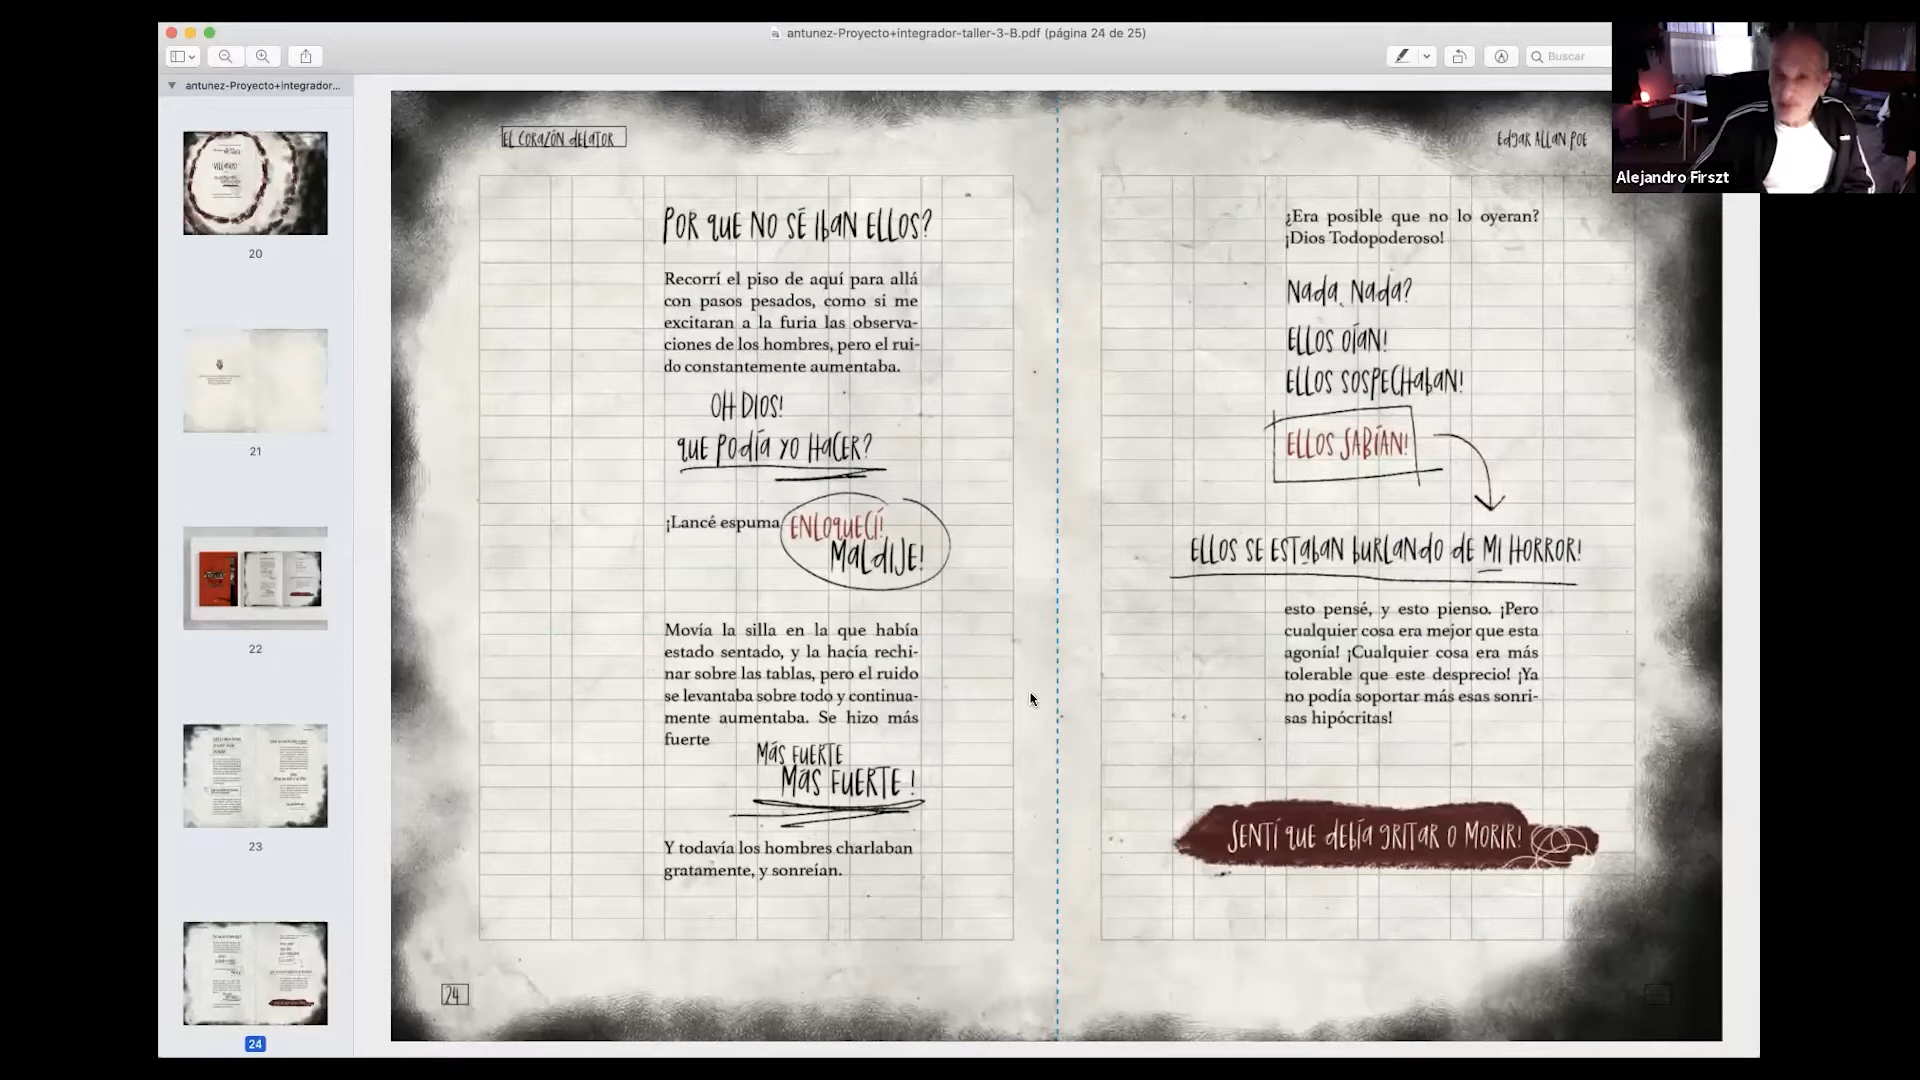 antunez-Proyecto+integrador-taller-3-B.pdf (página 24 de 25)
Buscar
antunez-Proyecto+integrador...
20
21
22
23
24
Alejandro Firszt
EL CORAZÓN DELATOR
POR QUE NO SÉ IBAN ELLOS?
Recorrí el piso de aquí para allá
con pasos pesados, como si me
excitaran a la furia las observa-
ciones de los hombres, pero el rui-
do constantemente aumentaba.
OH DIOS!
QUE PODÍA YO HACER?
¡Lancé espuma
ENLOQUECÍ!
MALDIJE!
Movía la silla en la que había
estado sentado, y la hacía rechi-
nar sobre las tablas, pero el ruido
se levantaba sobre todo y continua-
mente aumentaba. Se hizo más
fuerte
MÁS FUERTE
MÁS FUERTE!
Y todavía los hombres charlaban
gratamente, y sonreían.
24
EDGAR ALLAN POE
¿Era posible que no lo oyeran?
¡Dios Todopoderoso!
NADA, NADA?
ELLOS OÍAN!
ELLOS SOSPECHABAN!
ELLOS SABÍAN!
ELLOS SE ESTABAN BURLANDO DE MI HORROR!
esto pensé, y esto pienso. ¡Pero
cualquier cosa era mejor que esta
agonía! ¡Cualquier cosa era más
tolerable que este desprecio! ¡Ya
no podía soportar más esas sonri-
sas hipócritas!
SENTÍ QUE DEBÍA GRITAR O MORIR!